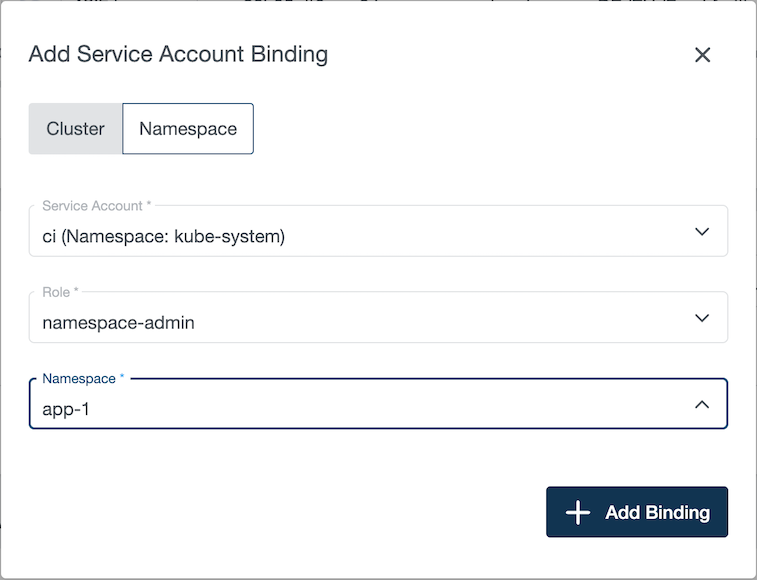 Add Service Account Binding
Cluster Namespace
Service Account *
ci (Namespace: kube-system)
Role *
namespace-admin
Namespace *
app-1
Add Binding